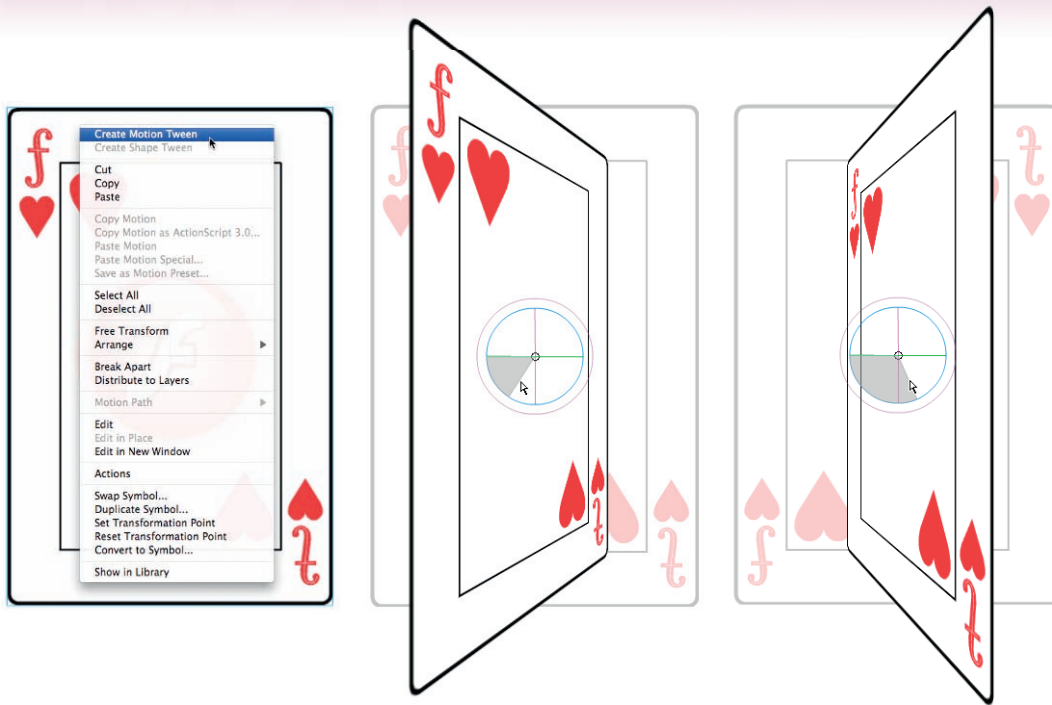 f
Create Motion Tween
Create Shape Tween
Cut
Copy
Paste
Copy Motion
Copy Motion as ActionScript 3.0...
Paste Motion
Paste Motion Special...
Save as Motion Preset...
Select All
Deselect All
Free Transform
Arrange
Break Apart
Distribute to Layers
Motion Path
Edit
Edit in Place
Edit in New Window
Actions
Swap Symbol...
Duplicate Symbol...
Set Transformation Point
Reset Transformation Point
Convert to Symbol...
Show in Library
f
f
f
f
f
f
f
f
f
f